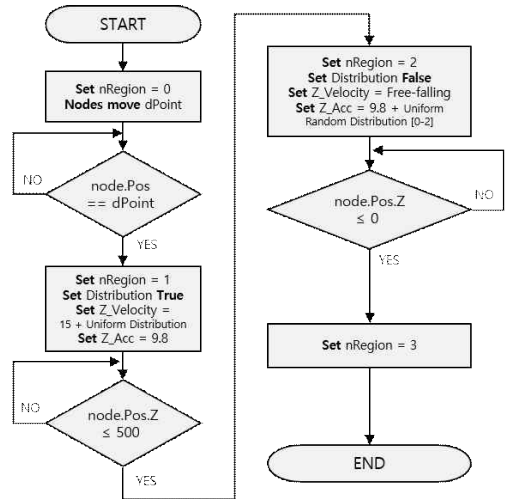 START
Set nRegion = 0
Nodes move dPoint
NO
node.Pos
== dPoint
YES
Set nRegion = 1
Set Distribution True
Set Z_Velocity =
15 + Uniform Distribution
Set Z_Acc = 9.8
NO
node.Pos.Z
≤ 500
YES
Set nRegion = 2
Set Distribution False
Set Z_Velocity = Free-falling
Set Z_Acc = 9.8 + Uniform
Random Distribution [0-2]
node.Pos.Z
≤ 0
NO
YES
Set nRegion = 3
END